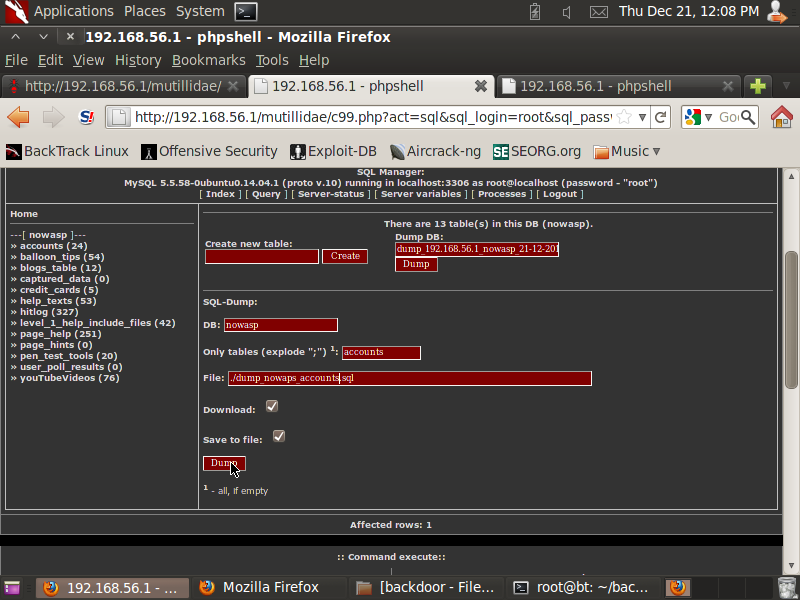 Applications Places System Thu Dec 21, 12:08 PM
192.168.56.1 - phpshell - Mozilla Firefox
File Edit View History Bookmarks Tools Help
http://192.168.56.1/mutillidae/ 192.168.56.1 - phpshell 192.168.56.1 - phpshell
http://192.168.56.1/mutillidae/c99.php?act=sql&sql_login=root&sql_pass
BackTrack Linux Offensive Security Exploit-DB Aircrack-ng SEORG.org Music
SQL Manager:
MySQL 5.5.58-0ubuntu0.14.04.1 (proto v.10) running in localhost:3306 as root@localhost (password - "root")
[ Index ] [ Query ] [ Server-status ] [ Server variables ] [ Processes ] [ Logout ]
Home
---[ nowasp ]---
» accounts (24)
» balloon_tips (54)
» blogs_table (12)
» captured_data (0)
» credit_cards (5)
» help_texts (53)
» hitlog (327)
» level_1_help_include_files (42)
» page_help (251)
» page_hints (0)
» pen_test_tools (20)
» user_poll_results (0)
» youTubeVideos (76)
There are 13 table(s) in this DB (nowasp).
Create new table:
Create
Dump DB:
dump_192.168.56.1_nowasp_21-12-201
Dump
SQL-Dump:
DB: nowasp
Only tables (explode ";") 1: accounts
File: ./dump_nowaps_accounts.sql
Download:
Save to file:
Dump
1 - all, if empty
Affected rows: 1
:: Command execute::
192.168.56.1 - ... Mozilla Firefox [backdoor - File... root@bt: ~/bac...